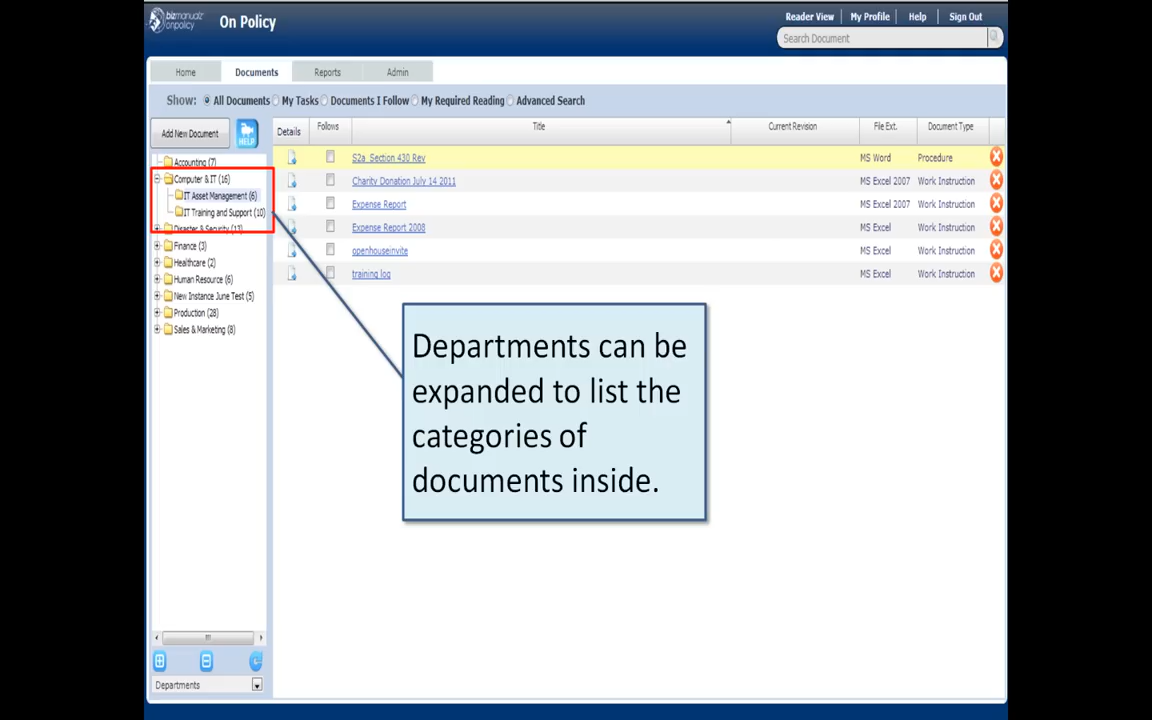 bizmanualz
onpolicy
On Policy
Reader View
My Profile
Help
Sign Out
Search Document
Home
Documents
Reports
Admin
Show:
All Documents
My Tasks
Documents I Follow
My Required Reading
Advanced Search
Add New Document
HELP
Details
Follows
Title
Current Revision
File Ext.
Document Type
Accounting (7)
Computer & IT (16)
IT Asset Management (6)
IT Training and Support (10)
Disaster & Security (13)
Finance (3)
Healthcare (2)
Human Resource (6)
New Instance June Test (5)
Production (28)
Sales & Marketing (8)
S2a Section 430 Rev
MS Word
Procedure
Charity Donation July 14 2011
MS Excel 2007
Work Instruction
Expense Report
MS Excel 2007
Work Instruction
Expense Report 2008
MS Excel
Work Instruction
openhouseinvite
MS Excel
Work Instruction
training log
MS Excel
Work Instruction
Departments can be
expanded to list the
categories of
documents inside.
Departments